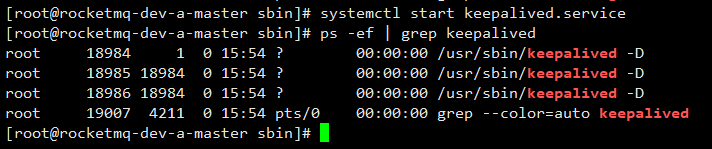 [root@rocketmq-dev-a-master sbin]# systemctl start keepalived.service
[root@rocketmq-dev-a-master sbin]# ps -ef | grep keepalived
root     18984     1  0 15:54 ?        00:00:00 /usr/sbin/keepalived -D
root     18985 18984  0 15:54 ?        00:00:00 /usr/sbin/keepalived -D
root     18986 18984  0 15:54 ?        00:00:00 /usr/sbin/keepalived -D
root     19007  4211  0 15:54 pts/0    00:00:00 grep --color=auto keepalived
[root@rocketmq-dev-a-master sbin]#